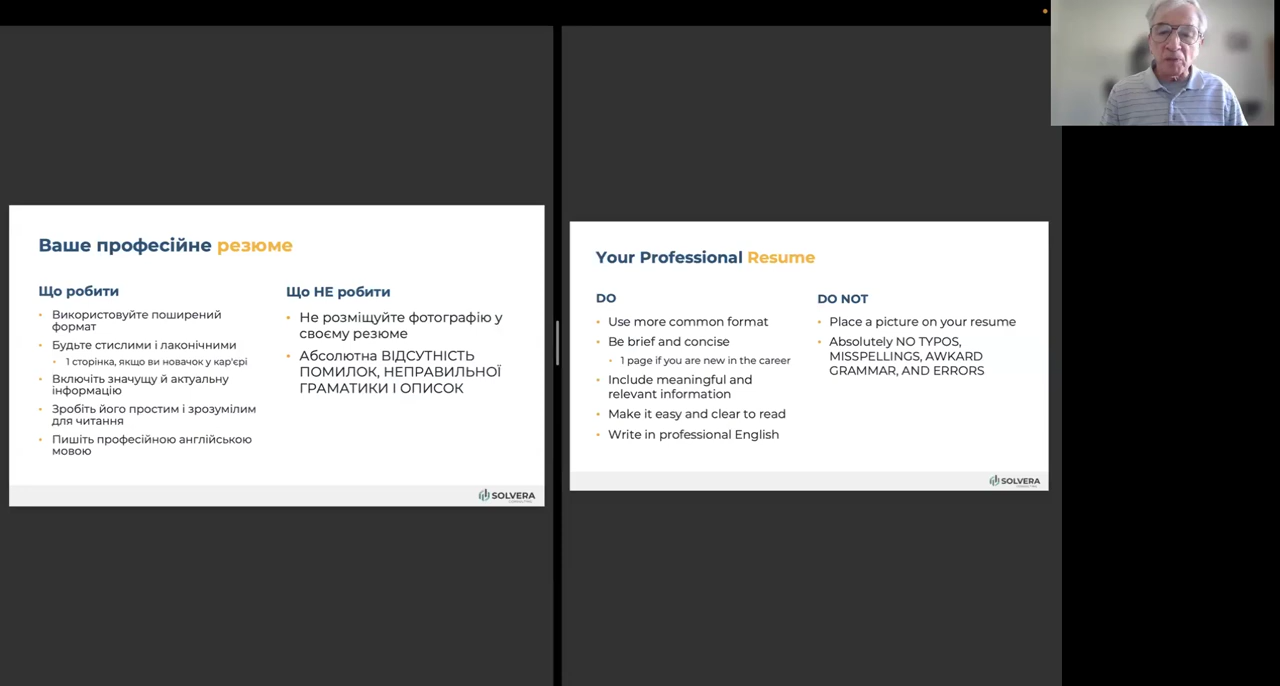 Ваше професійне резюме
Що робити
Використовуйте поширений
формат
Будьте стислими і лаконічними
1 сторінка, якщо ви новачок у кар'єрі
Включіть значущу й актуальну
інформацію
Зробіть його простим і зрозумілим
для читання
Пишіть професійною англійською
мовою
Що НЕ робити
Не розміщуйте фотографію у
своєму резюме
Абсолютна ВІДСУТНІСТЬ
ПОМИЛОК, НЕПРАВИЛЬНОЇ
ГРАМАТИКИ І ОПИСОК
SOLVERA
Your Professional Resume
DO
Use more common format
Be brief and concise
1 page if you are new in the career
Include meaningful and
relevant information
Make it easy and clear to read
Write in professional English
DO NOT
Place a picture on your resume
Absolutely NO TYPOS,
MISSPELLINGS, AWKARD
GRAMMAR, AND ERRORS
SOLVERA